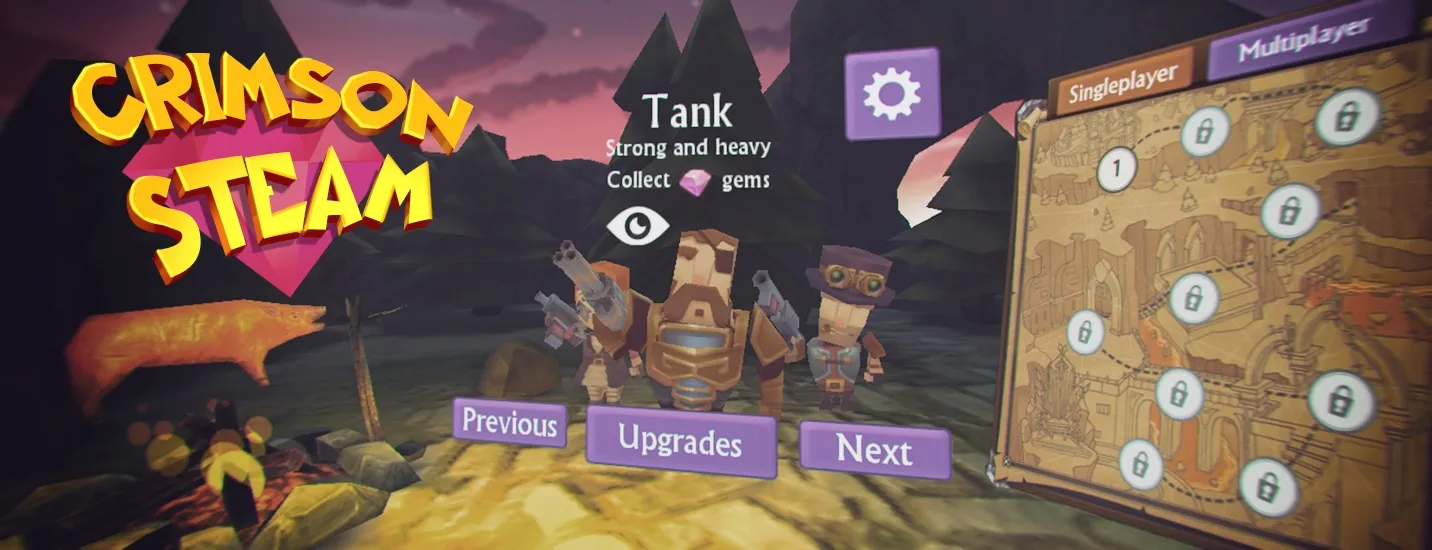 CRIMSON
STEAM
Tank
Strong and heavy
Collect gems
Previous
Upgrades
Next
Singleplayer
Multiplayer
1